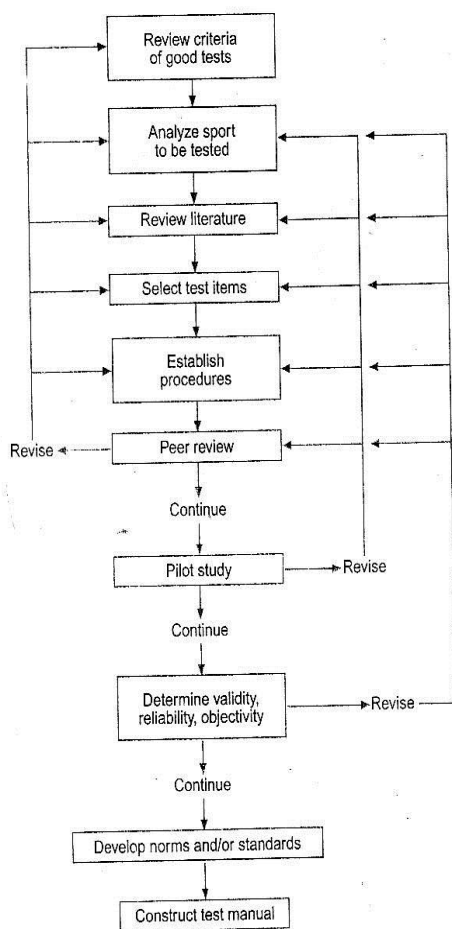 Review criteria
of good tests
Analyze sport
to be tested
Review literature
Select test items
Establish
procedures
Revise
Peer review
Continue
Pilot study
Revise
Continue
Determine validity,
reliability, objectivity
Revise
Continue
Develop norms and/or standards
Construct test manual